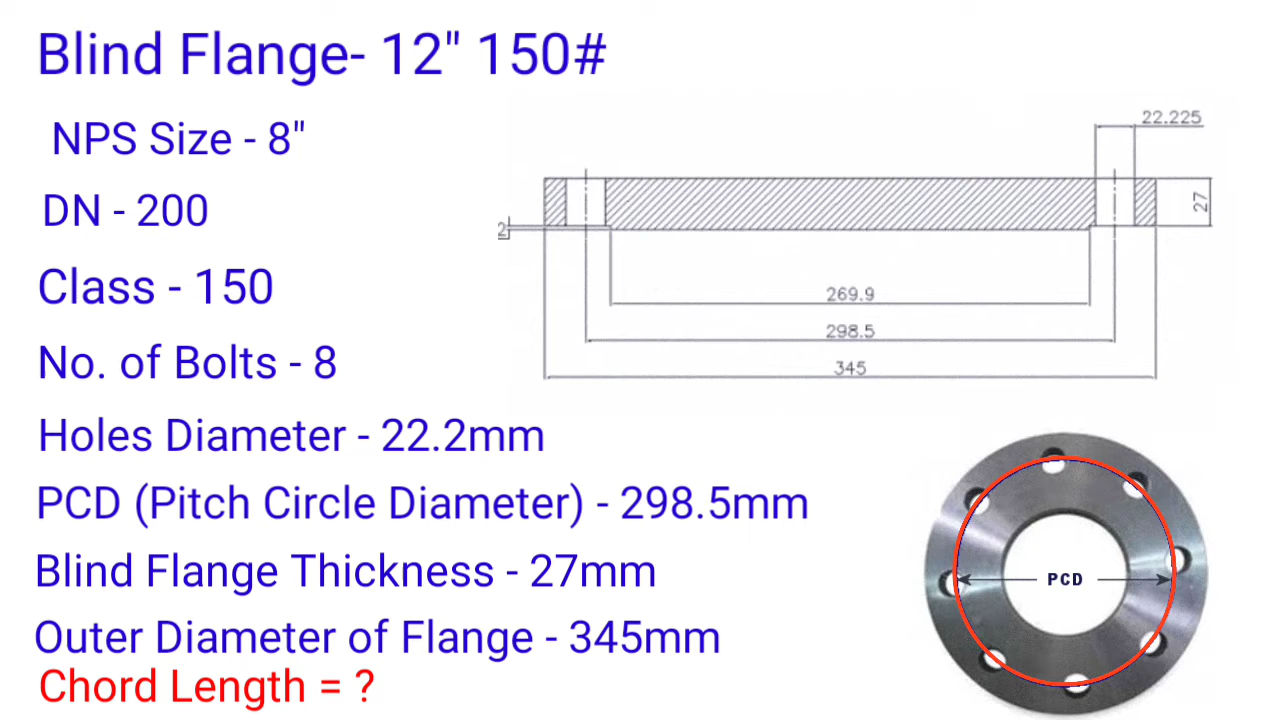 Blind Flange- 12" 150#
NPS Size - 8"
DN - 200
Class - 150
No. of Bolts - 8
Holes Diameter - 22.2mm
PCD (Pitch Circle Diameter) - 298.5mm
Blind Flange Thickness - 27mm
Outer Diameter of Flange - 345mm
Chord Length = ?
22.225
27
2
269.9
298.5
345
PCD